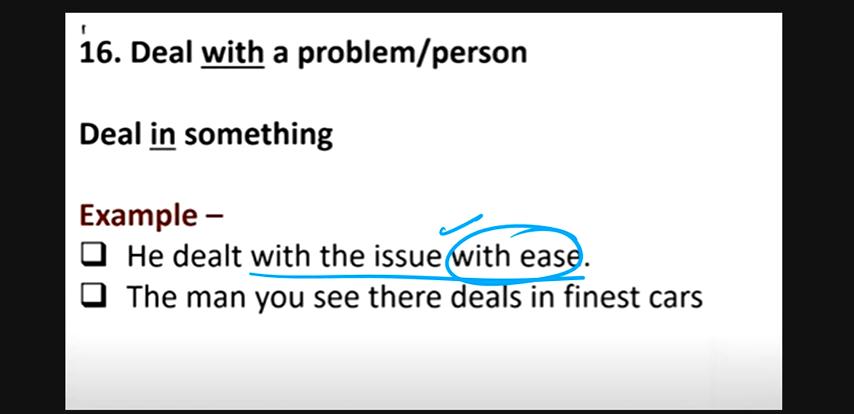 16. Deal with a problem/person
Deal in something
Example –
He dealt with the issue with ease.
The man you see there deals in finest cars